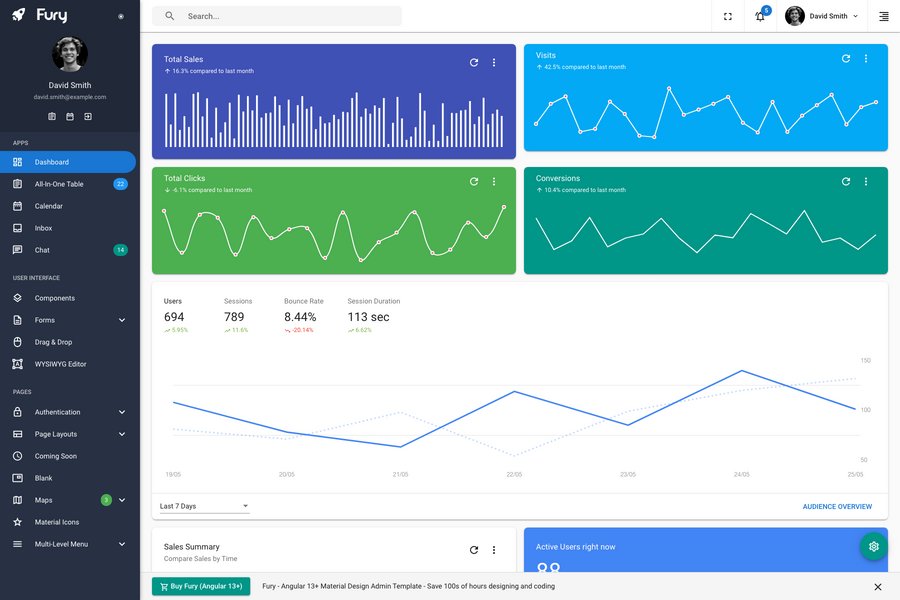 Fury
Search...
5
David Smith
David Smith
david.smith@example.com
APPS
Dashboard
All-In-One Table
22
Calendar
Inbox
Chat
14
USER INTERFACE
Components
Forms
Drag & Drop
WYSIWYG Editor
PAGES
Authentication
Page Layouts
Coming Soon
Blank
Maps
3
Material Icons
Multi-Level Menu
Total Sales
16.3% compared to last month
Visits
42.5% compared to last month
Total Clicks
-6.1% compared to last month
Conversions
10.4% compared to last month
Users
694
5.95%
Sessions
789
11.6%
Bounce Rate
8.44%
-20.14%
Session Duration
113 sec
6.62%
150
100
50
19/05
20/05
21/05
22/05
23/05
24/05
25/05
Last 7 Days
AUDIENCE OVERVIEW
Sales Summary
Compare Sales by Time
Active Users right now
Buy Fury (Angular 13+)
Fury - Angular 13+ Material Design Admin Template - Save 100s of hours designing and coding